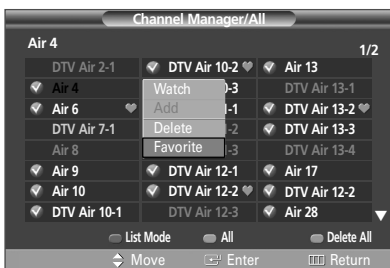 Channel Manager/All
Air 4
1/2
DTV Air 2-1 DTV Air 10-2 Air 13
Air 4 Watch 0-3 DTV Air 13-1
Air 6 Add 1-1 DTV Air 13-2
DTV Air 7-1 Delete -2 DTV Air 13-3
Air 8 Favorite -3 DTV Air 13-4
Air 9 DTV Air 12-1 Air 17
Air 10 DTV Air 12-2 DTV Air 12-2
DTV Air 10-1 DTV Air 12-3 Air 28
List Mode All Delete All
Move Enter Return